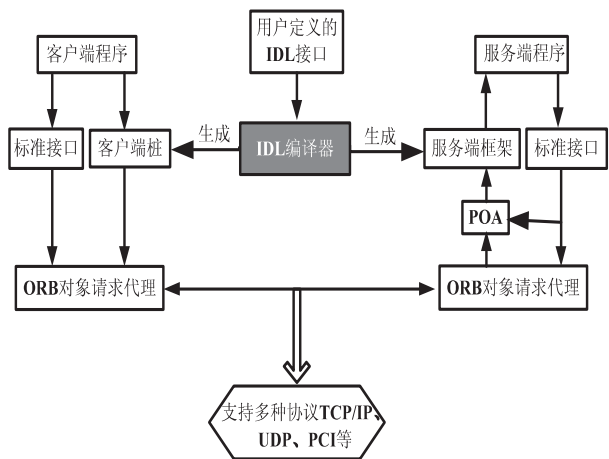 客户端程序
用户定义的
IDL接口
服务端程序
标准接口
客户端桩
生成
IDL编译器
生成
服务端框架
标准接口
POA
ORB对象请求代理
ORB对象请求代理
支持多种协议TCP/IP、
UDP、PCI等